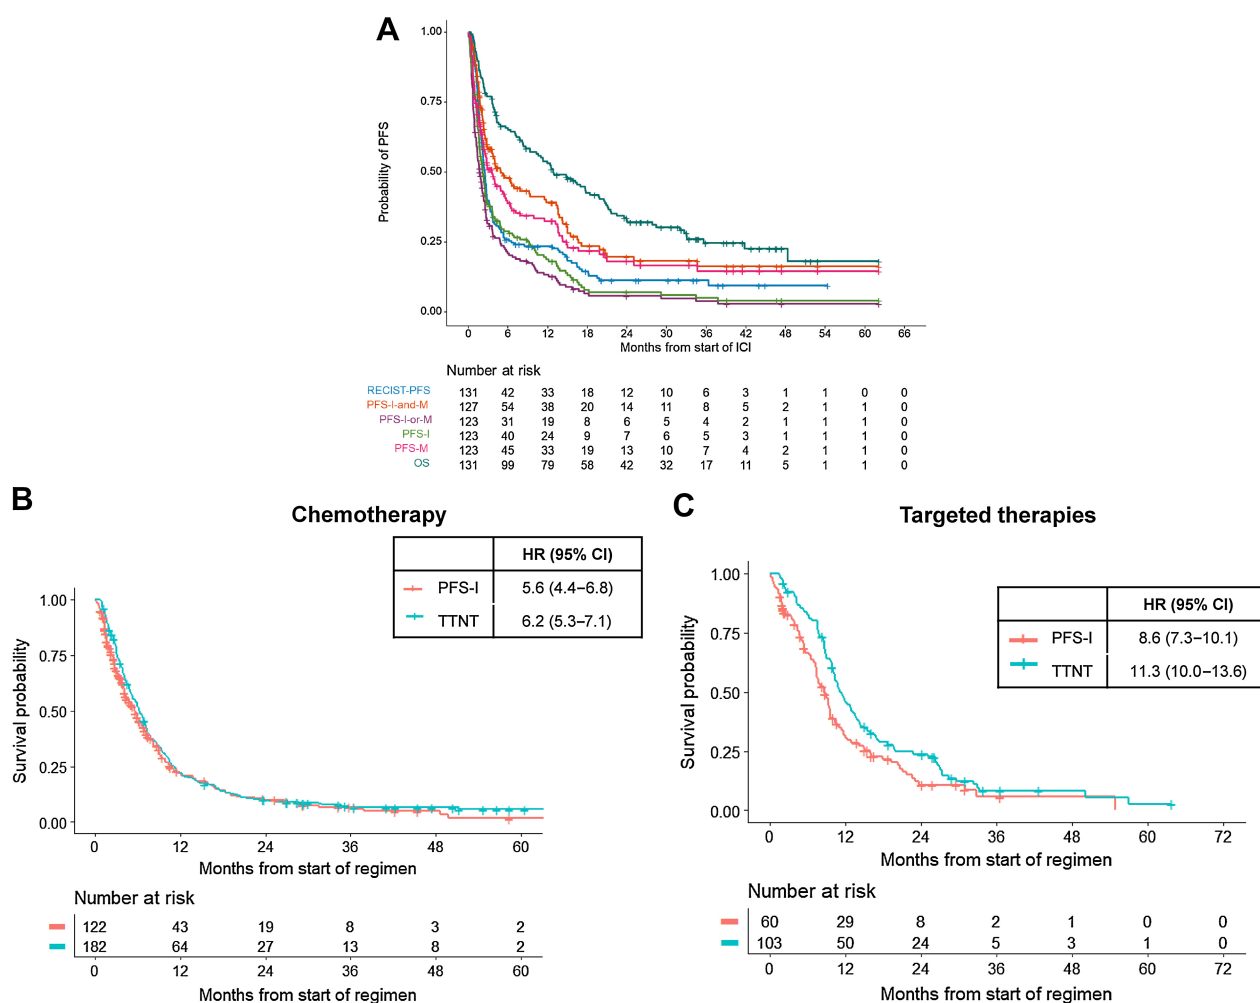 A
1.00
0.75
0.50
0.25
0.00
Probability of PFS
0 6 12 18 24 30 36 42 48 54 60 66
Months from start of ICI
Number at risk
RECIST-PFS 131 42 33 18 12 10 6 3 1 1 0 0
PFS-I-and-M 127 54 38 20 14 11 8 5 2 1 1 0
PFS-I-or-M 123 31 19 8 6 5 4 2 1 1 1 0
PFS-I 123 40 24 9 7 6 5 3 1 1 1 0
PFS-M 123 45 33 19 13 10 7 4 2 1 1 0
OS 131 99 79 58 42 32 17 11 5 1 1 0
B
Chemotherapy
HR (95% CI)
PFS-I 5.6 (4.4–6.8)
TTNT 6.2 (5.3–7.1)
1.00
0.75
0.50
0.25
0.00
Survival probability
0 12 24 36 48 60
Months from start of regimen
Number at risk
122 43 19 8 3 2
182 64 27 13 8 2
0 12 24 36 48 60
Months from start of regimen
C
Targeted therapies
HR (95% CI)
PFS-I 8.6 (7.3–10.1)
TTNT 11.3 (10.0–13.6)
1.00
0.75
0.50
0.25
0.00
Survival probability
0 12 24 36 48 60 72
Months from start of regimen
Number at risk
60 29 8 2 1 0 0
103 50 24 5 3 1 0
0 12 24 36 48 60 72
Months from start of regimen